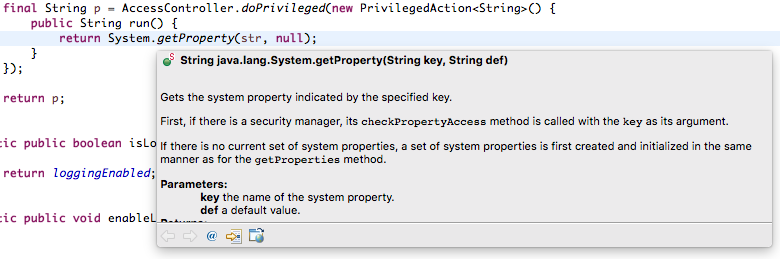 final String p = AccessController.doPrivileged(new PrivilegedAction<String>() {
public String run() {
return System.getProperty(str, null);
}
});
return p;
tic public boolean isLo
return loggingEnabled;
tic public void enableL
S
String java.lang.System.getProperty(String key, String def)
Gets the system property indicated by the specified key.
First, if there is a security manager, its checkPropertyAccess method is called with the key as its argument.
If there is no current set of system properties, a set of system properties is first created and initialized in the same
manner as for the getProperties method.
Parameters:
key the name of the system property.
def a default value.
@